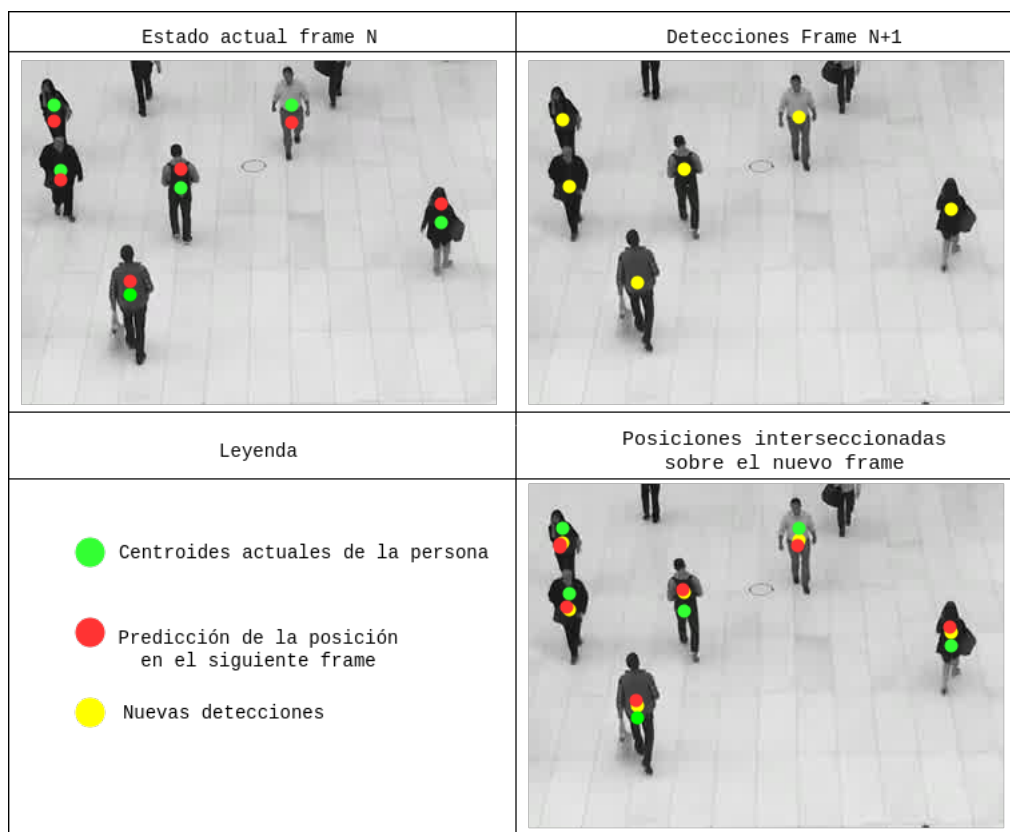 Estado actual frame N
Detecciones Frame N+1
Leyenda
Posiciones interseccionadas
sobre el nuevo frame
Centroides actuales de la persona
Predicción de la posición
en el siguiente frame
Nuevas detecciones